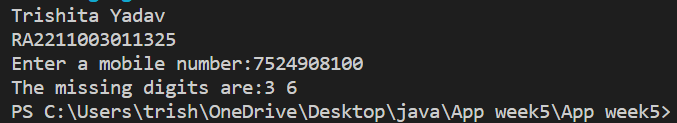 Trishita Yadav
RA2211003011325
Enter a mobile number:7524908100
The missing digits are:3 6
PS C:\Users\trish\OneDrive\Desktop\java\App week5\App week5>